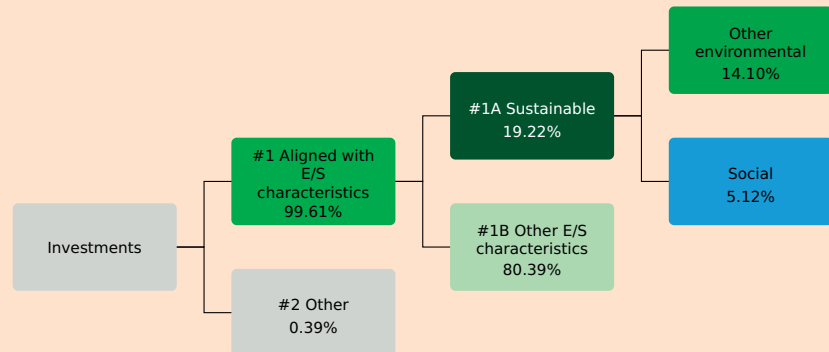 Investments
#1 Aligned with
E/S
characteristics
99.61%
#2 Other
0.39%
#1A Sustainable
19.22%
#1B Other E/S
characteristics
80.39%
Other
environmental
14.10%
Social
5.12%